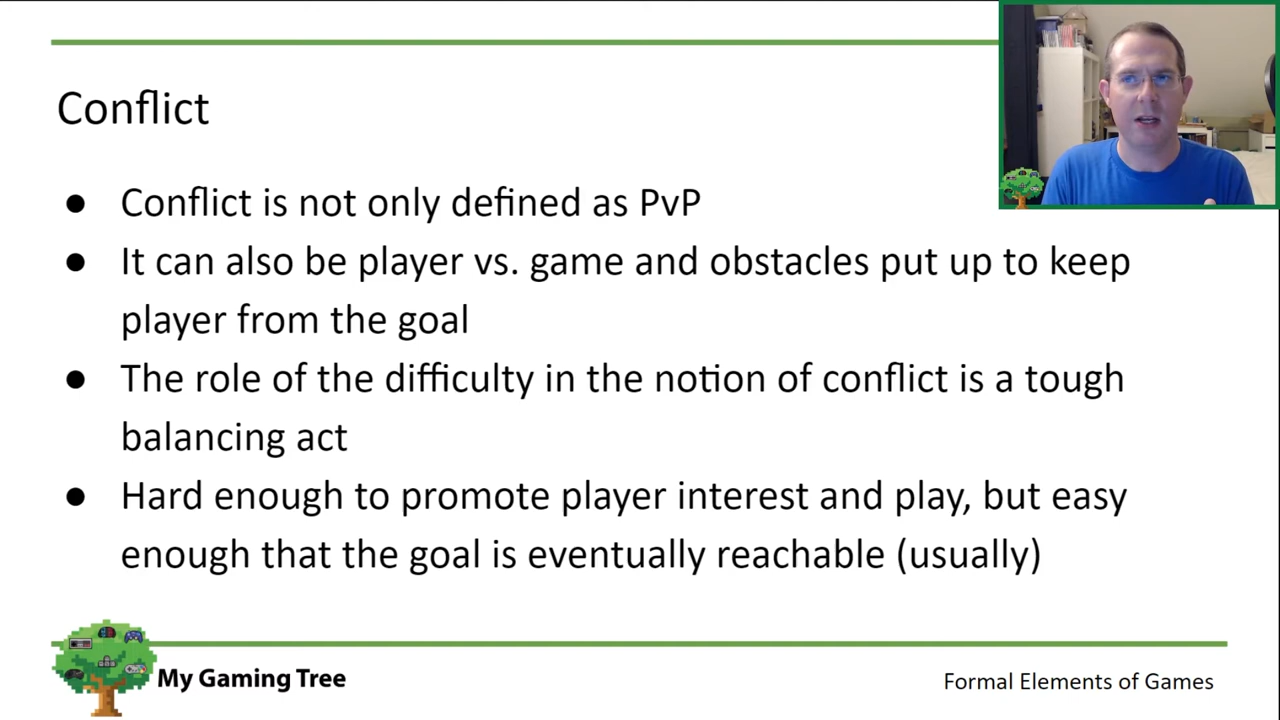 Conflict
● Conflict is not only defined as PvP
● It can also be player vs. game and obstacles put up to keep
player from the goal
● The role of the difficulty in the notion of conflict is a tough
balancing act
● Hard enough to promote player interest and play, but easy
enough that the goal is eventually reachable (usually)
My Gaming Tree
Formal Elements of Games